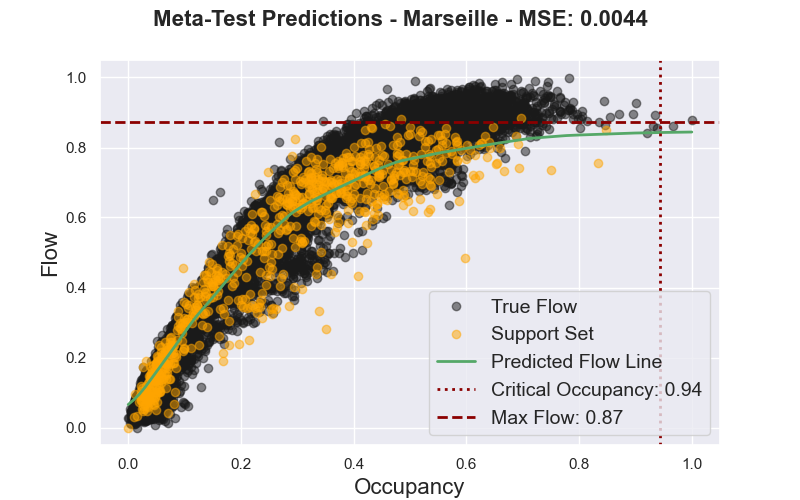 Meta-Test Predictions - Marseille - MSE: 0.0044
1.0
0.8
0.6
0.4
0.2
0.0
Flow
True Flow
Support Set
Predicted Flow Line
Critical Occupancy: 0.94
Max Flow: 0.87
0.0 0.2 0.4 0.6 0.8 1.0
Occupancy